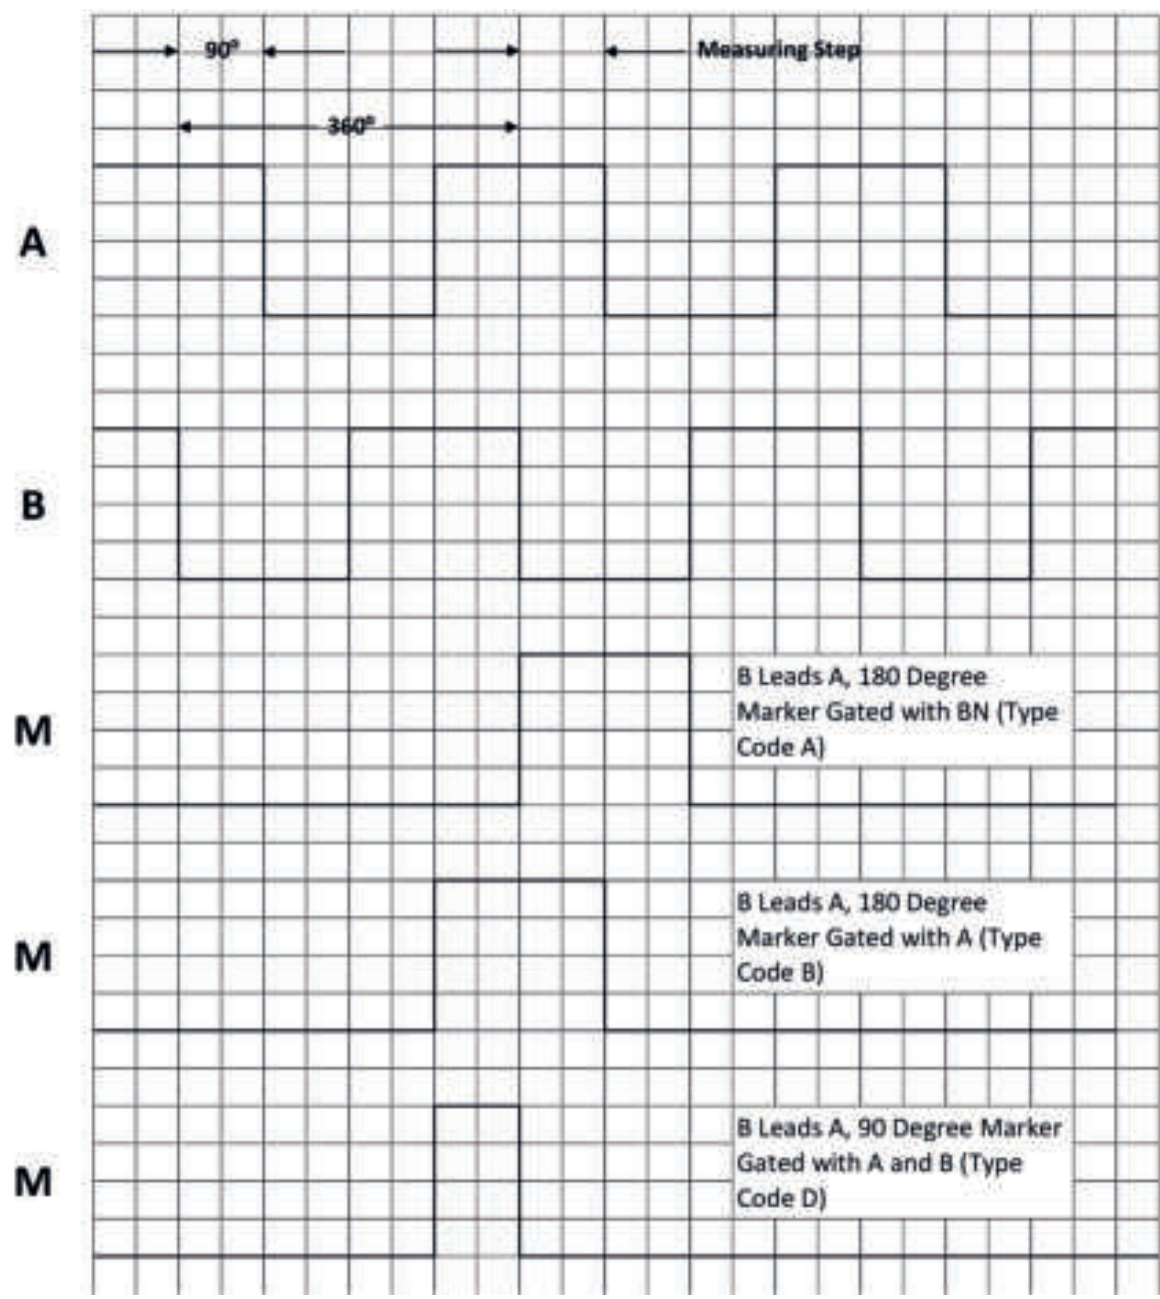 90°
Measuring Step
360°
A
B
M
B Leads A, 180 Degree
Marker Gated with BN (Type
Code A)
M
B Leads A, 180 Degree
Marker Gated with A (Type
Code B)
M
B Leads A, 90 Degree Marker
Gated with A and B (Type
Code D)